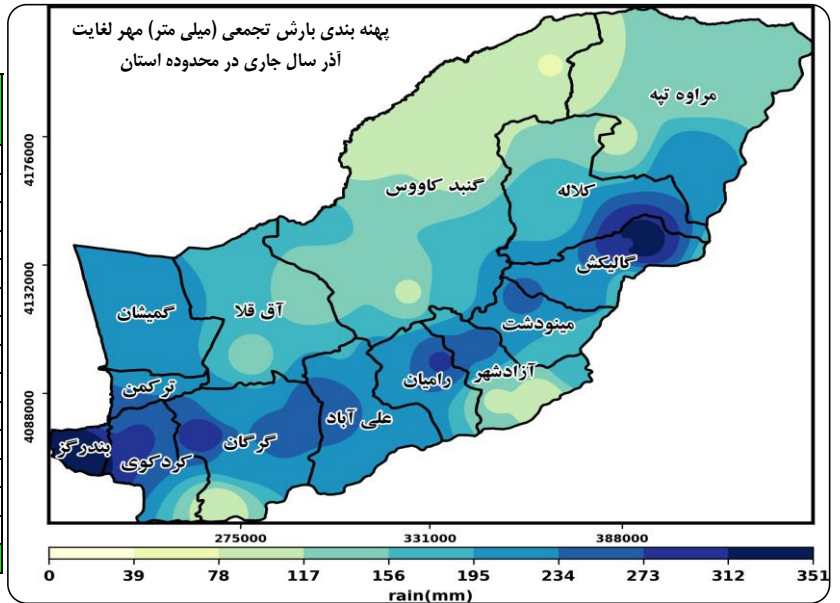 پهنه بندی بارش تجمعی (میلی متر) مهر لغایت
آذر سال جاری در محدوده استان
مراوه تپه
گنبد کاووس
کلاله
گالیکش
گمیشان
آق قلا
مینودشت
ترکمن
رامیان
آزادشهر
علی آباد
گرگان
کردکوی
بندرگز
4176000
4132000
4088000
275000
331000
388000
0 39 78 117 156 195 234 273 312 351
rain(mm)